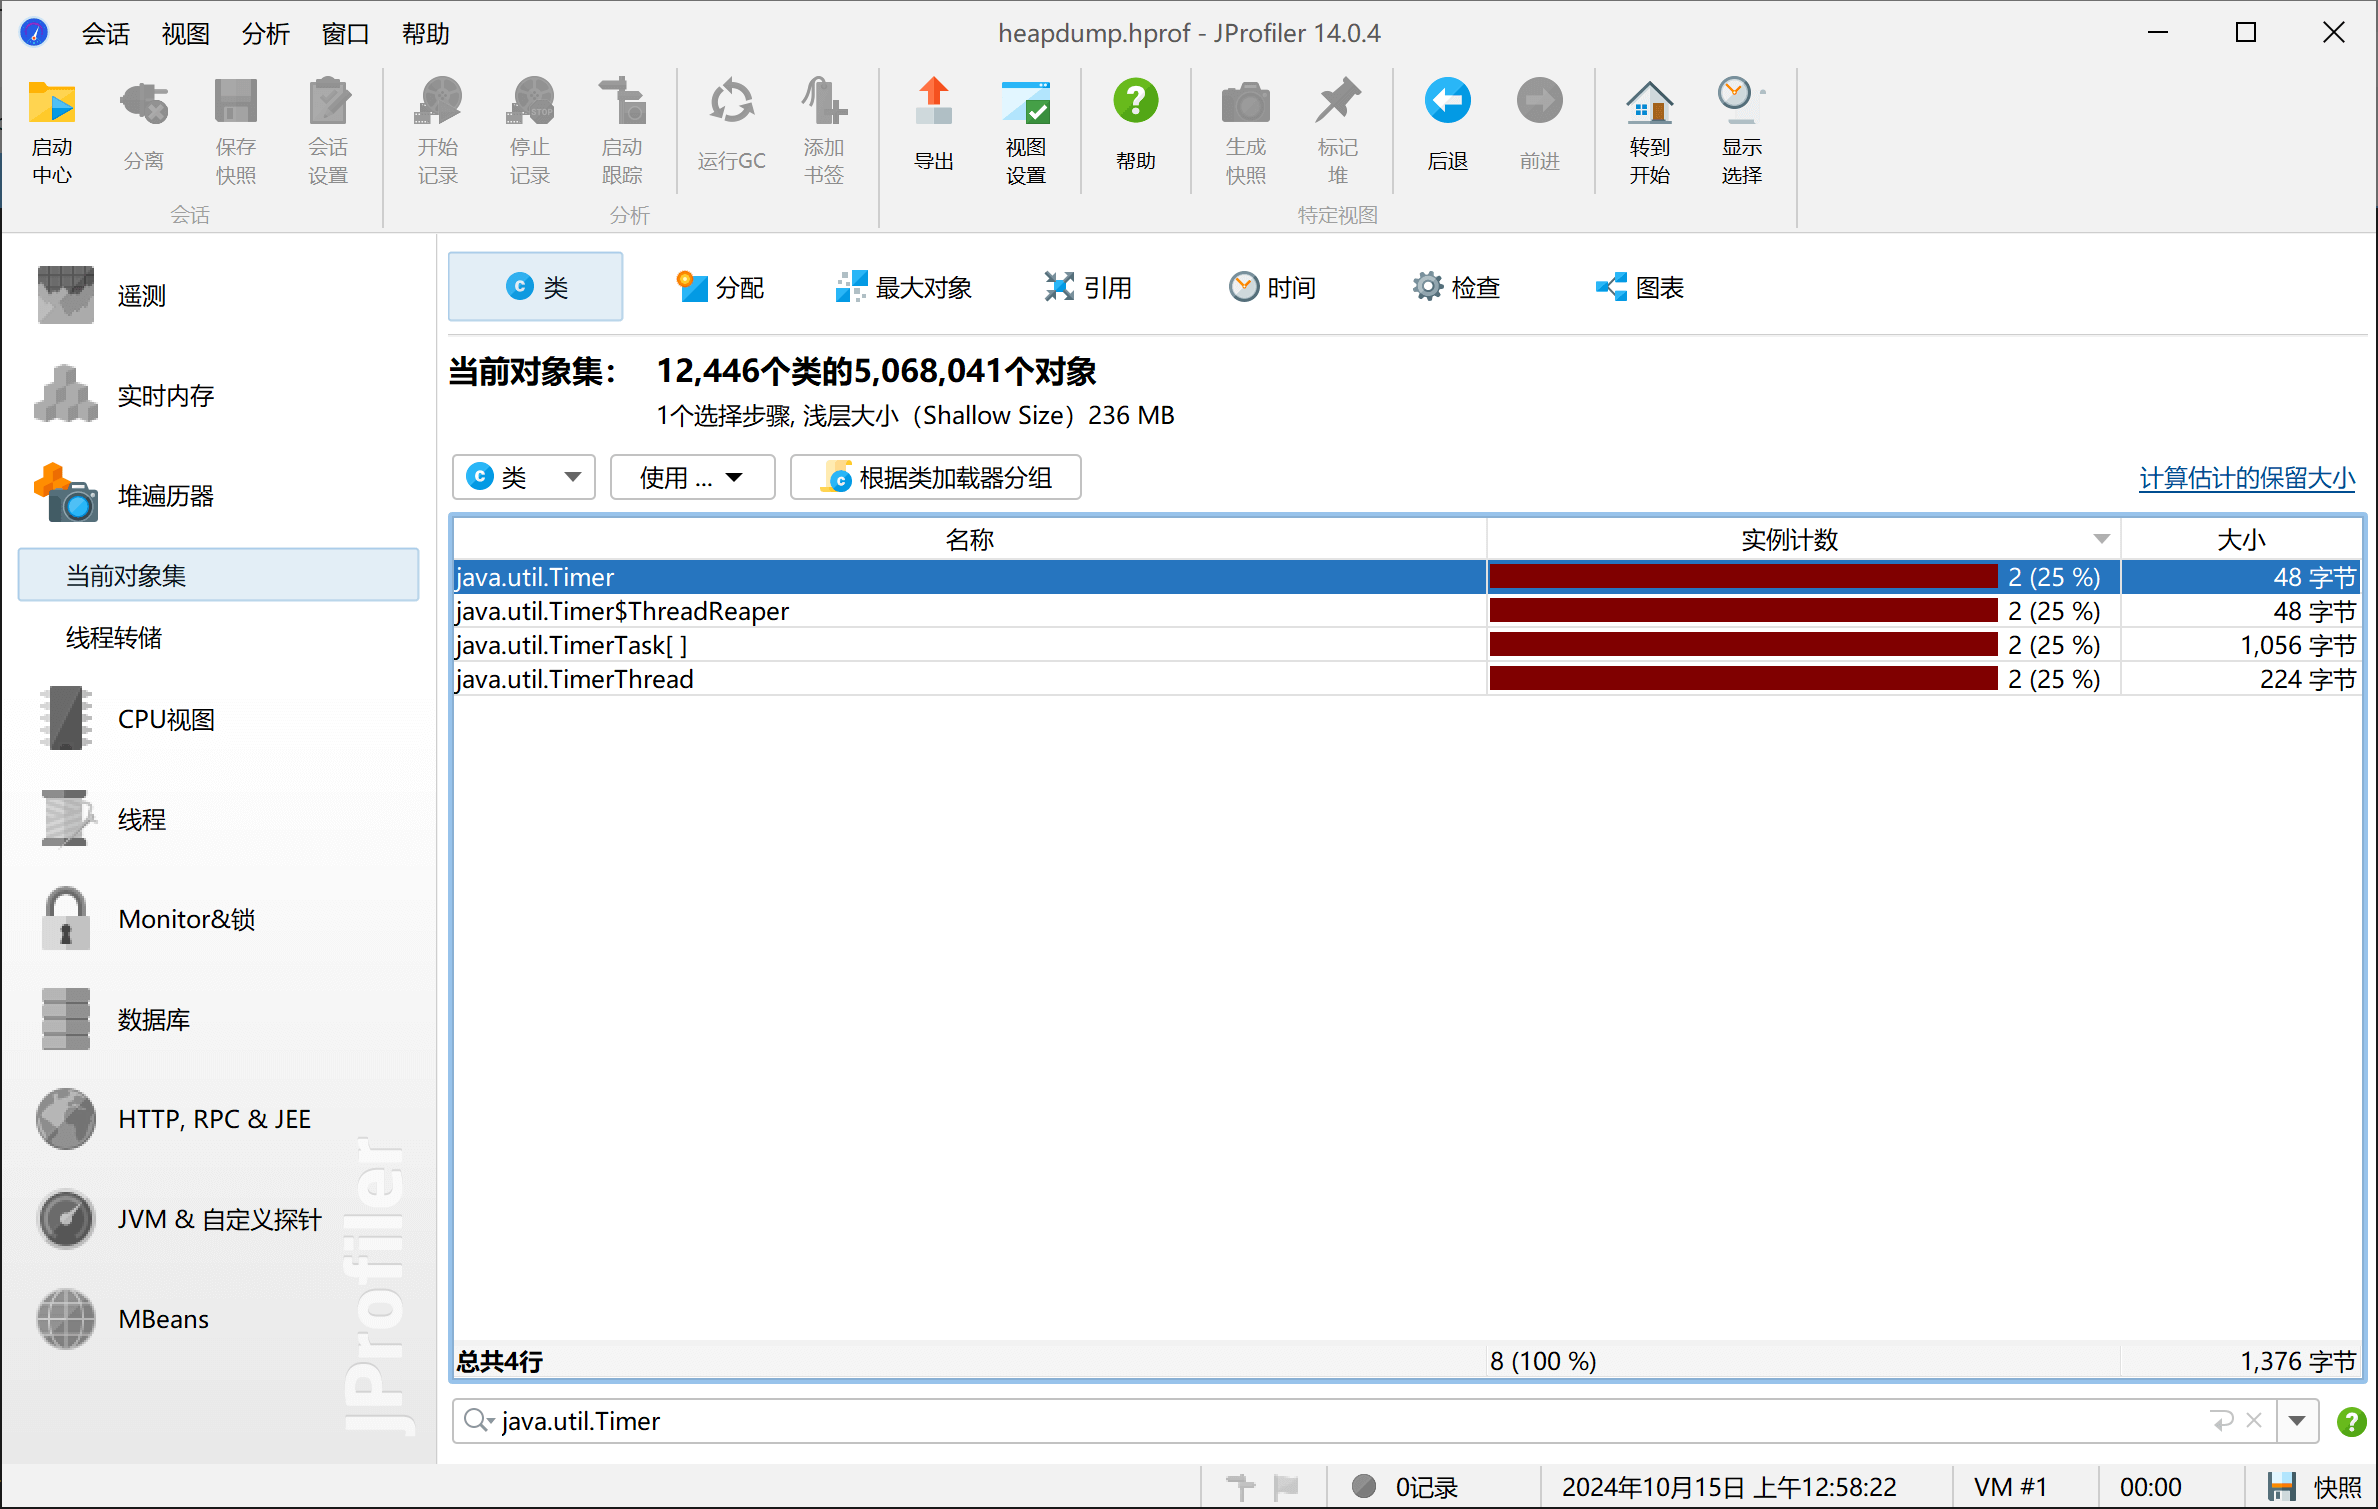 heapdump.hprof - JProfiler 14.0.4
会话 视图 分析 窗口 帮助
启动中心 分离 保存快照 会话设置 开始记录 停止记录 启动跟踪 运行GC 添加书签 导出 视图设置 帮助 生成快照 标记堆 后退 前进 转到开始 显示选择
会话 分析 特定视图
遥测
实时内存
堆遍历器
当前对象集
线程转储
CPU视图
线程
Monitor&锁
数据库
HTTP, RPC & JEE
JVM & 自定义探针
MBeans
JProfiler
类 分配 最大对象 引用 时间 检查 图表
当前对象集： 12,446个类的5,068,041个对象
1个选择步骤, 浅层大小（Shallow Size）236 MB
类 使用 ... 根据类加载器分组 计算估计的保留大小
名称 实例计数 大小
java.util.Timer 2 (25 %) 48 字节
java.util.Timer$ThreadReaper 2 (25 %) 48 字节
java.util.TimerTask[ ] 2 (25 %) 1,056 字节
java.util.TimerThread 2 (25 %) 224 字节
总共4行 8 (100 %) 1,376 字节
java.util.Timer
0记录 2024年10月15日 上午12:58:22 VM #1 00:00 快照